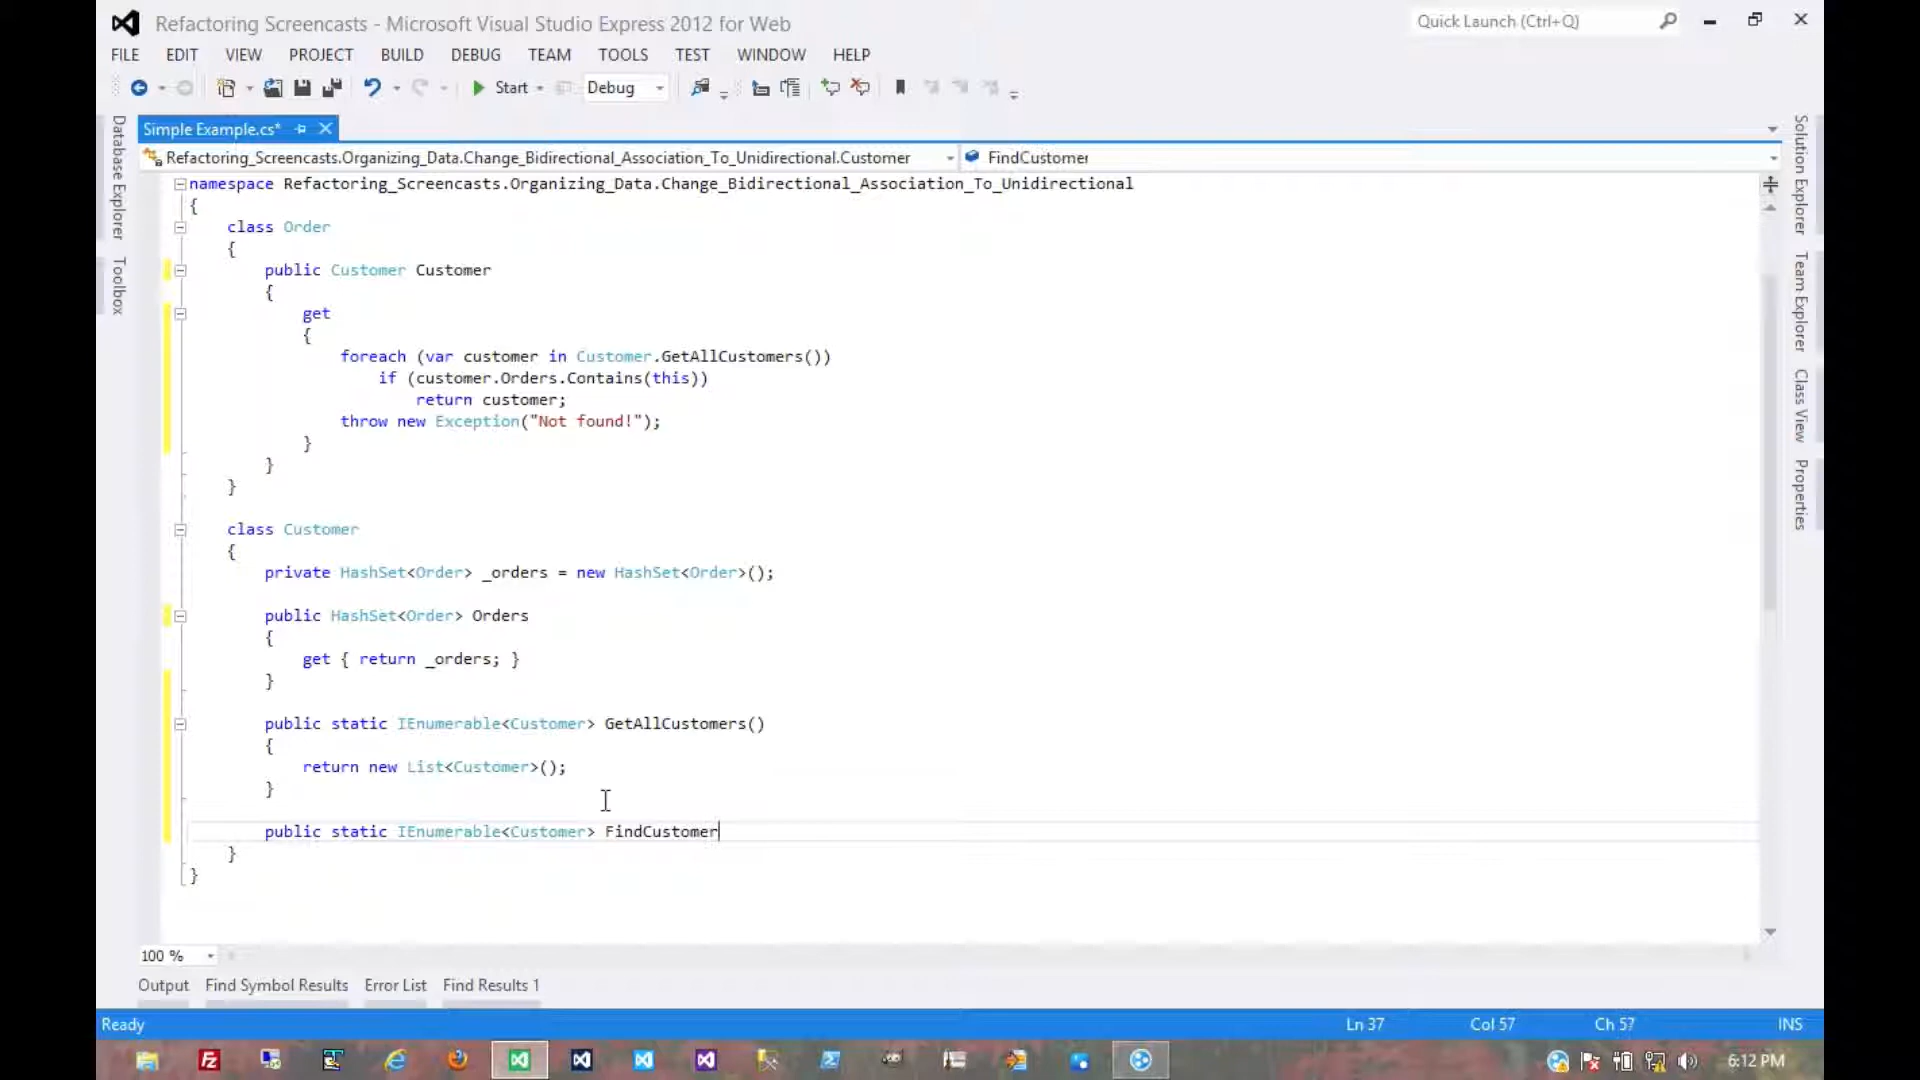 Refactoring Screencasts - Microsoft Visual Studio Express 2012 for Web
Quick Launch (Ctrl+Q)
FILE EDIT VIEW PROJECT BUILD DEBUG TEAM TOOLS TEST WINDOW HELP
Start Debug
Simple Example.cs*
Refactoring_Screencasts.Organizing_Data.Change_Bidirectional_Association_To_Unidirectional.Customer FindCustomer
Database Explorer
Toolbox
Solution Explorer
Team Explorer
Class View
Properties
namespace Refactoring_Screencasts.Organizing_Data.Change_Bidirectional_Association_To_Unidirectional
{
class Order
{
public Customer Customer
{
get
{
foreach (var customer in Customer.GetAllCustomers())
if (customer.Orders.Contains(this))
return customer;
throw new Exception("Not found!");
}
}
}
class Customer
{
private HashSet<Order> _orders = new HashSet<Order>();
public HashSet<Order> Orders
{
get { return _orders; }
}
public static IEnumerable<Customer> GetAllCustomers()
{
return new List<Customer>();
}
public static IEnumerable<Customer> FindCustomer
}
}
100 %
Output Find Symbol Results Error List Find Results 1
Ready Ln 37 Col 57 Ch 57 INS
6:12 PM